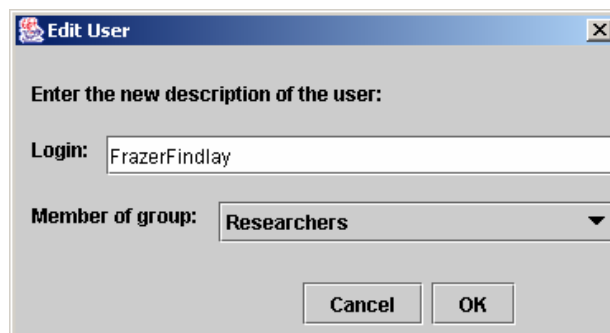 Edit User
Enter the new description of the user:
Login: FrazerFindlay
Member of group: Researchers
Cancel OK